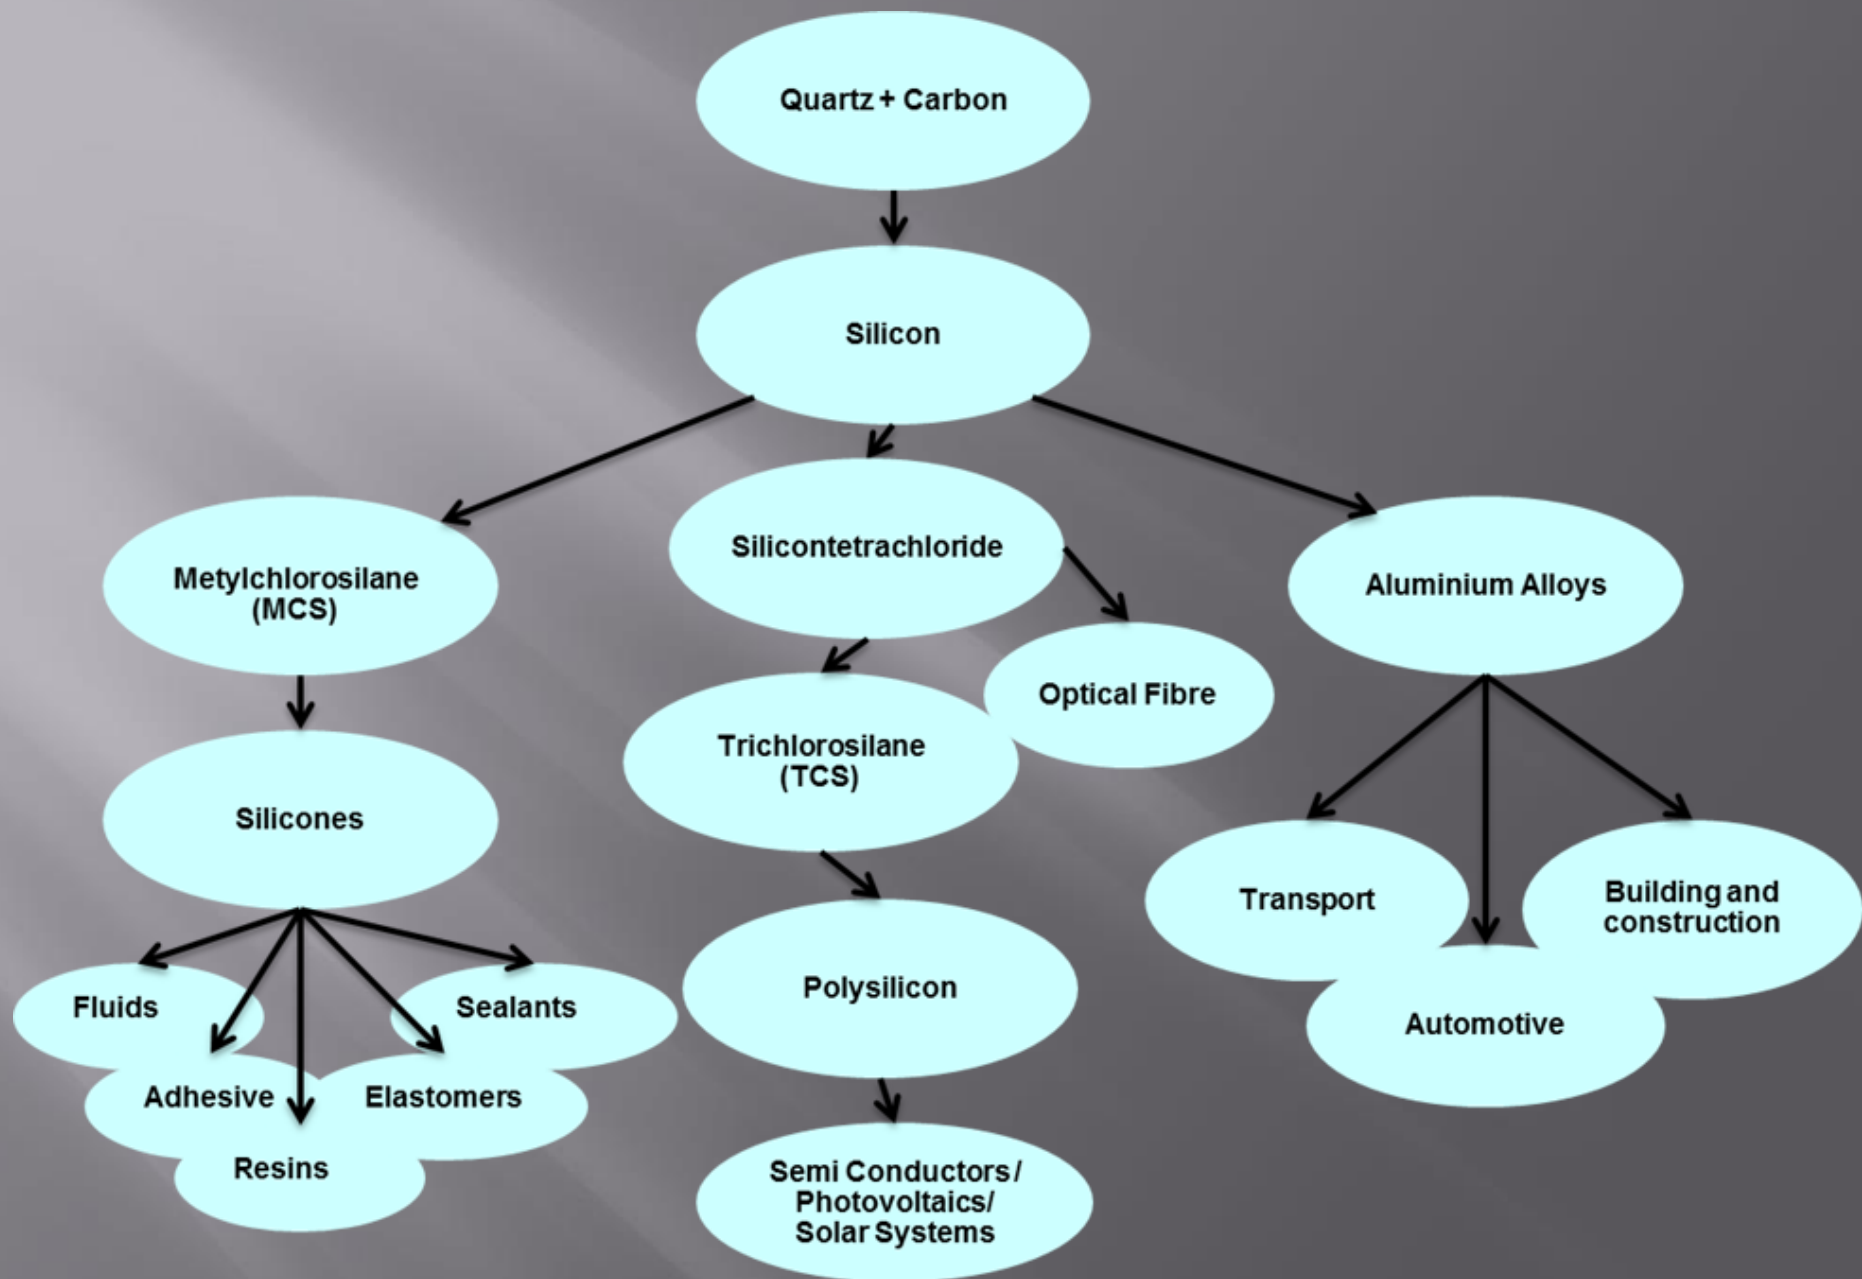 Quartz + Carbon
Silicon
Silicontetrachloride
Metylchlorosilane
(MCS)
Aluminium Alloys
Optical Fibre
Trichlorosilane
(TCS)
Silicones
Transport
Building and
construction
Polysilicon
Fluids
Sealants
Automotive
Adhesive
Elastomers
Resins
Semi Conductors/
Photovoltaics/
Solar Systems